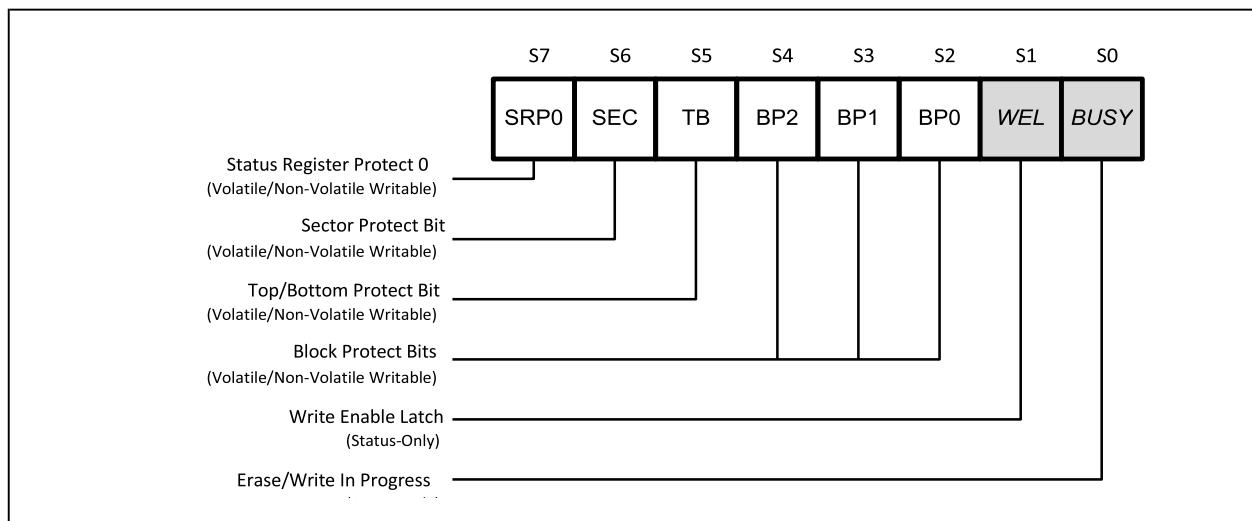 S7 S6 S5 S4 S3 S2 S1 S0
SRP0 SEC TB BP2 BP1 BP0 WEL BUSY
Status Register Protect 0
(Volatile/Non-Volatile Writable)
Sector Protect Bit
(Volatile/Non-Volatile Writable)
Top/Bottom Protect Bit
(Volatile/Non-Volatile Writable)
Block Protect Bits
(Volatile/Non-Volatile Writable)
Write Enable Latch
(Status-Only)
Erase/Write In Progress